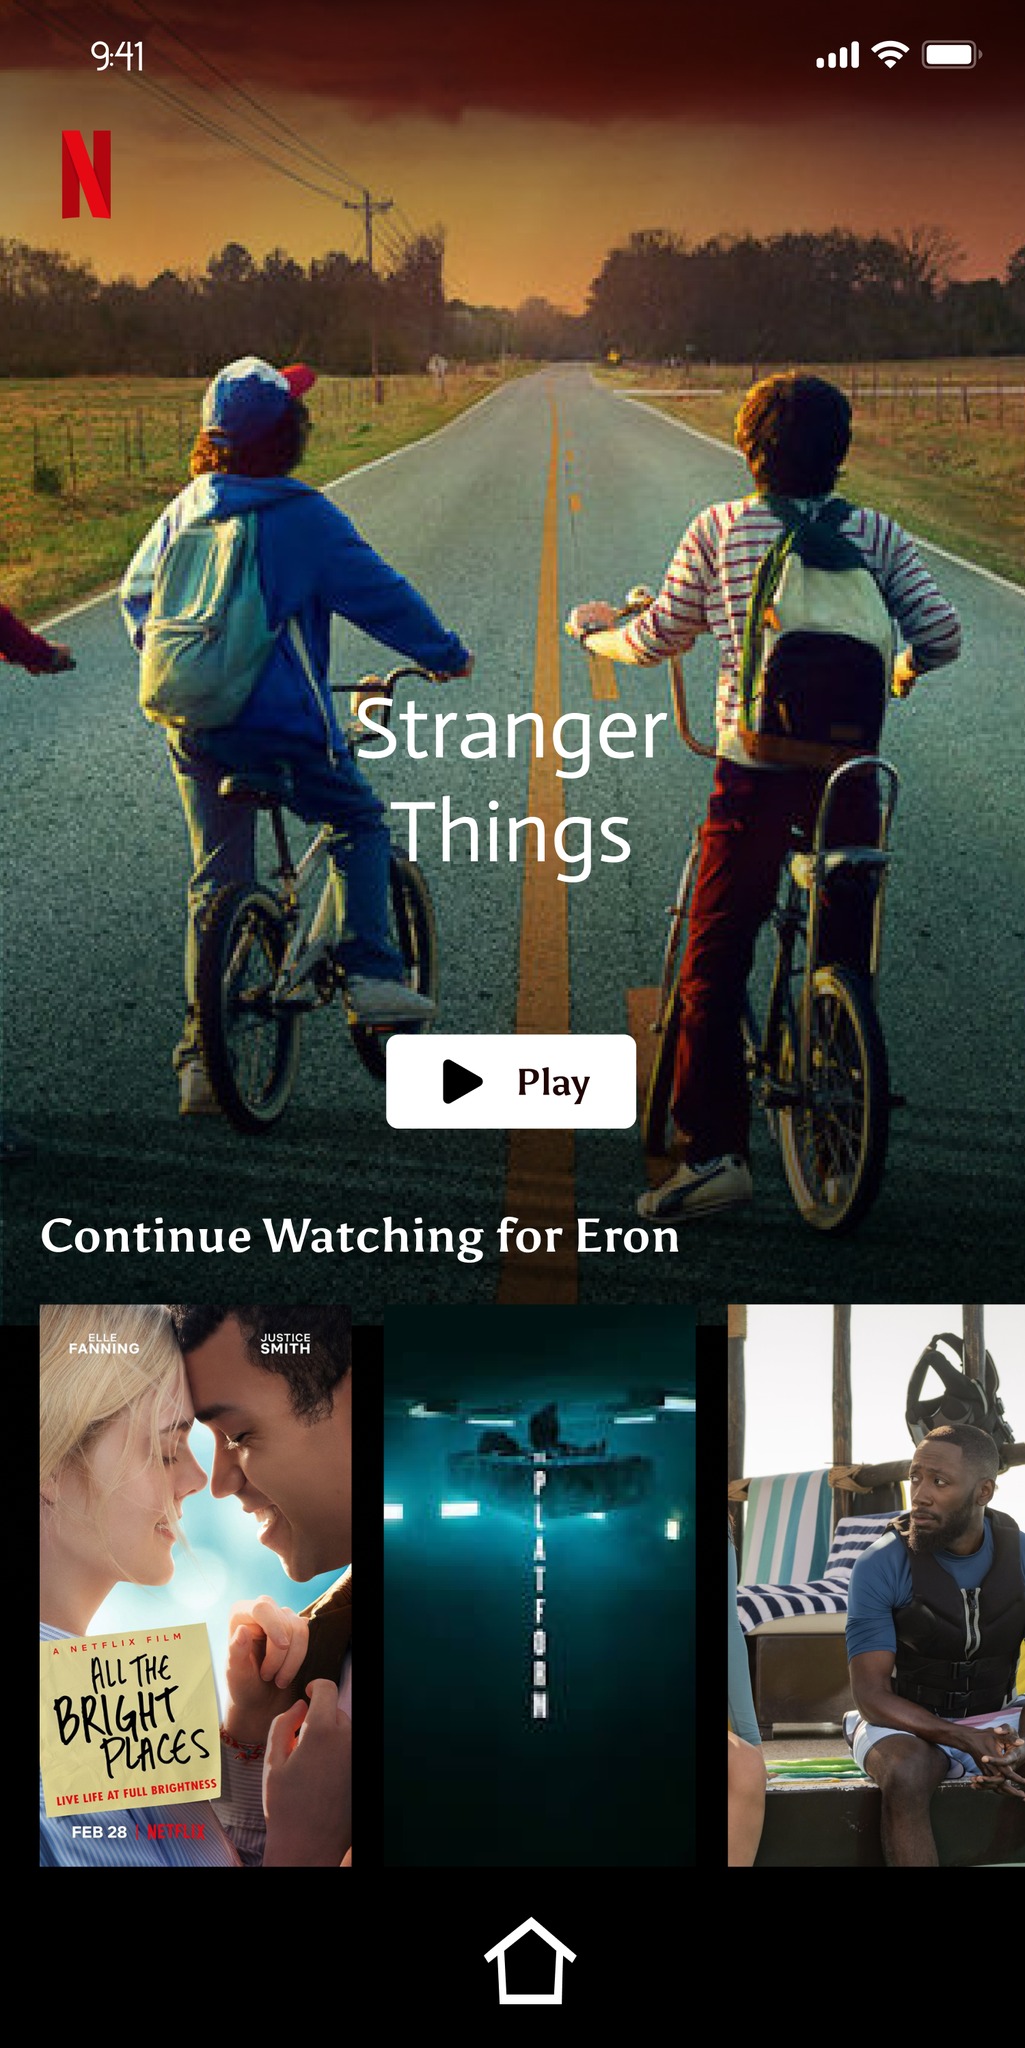 9:41
N
Stranger
Things
Play
Continue Watching for Eron
ELLE
FANNING
JUSTICE
SMITH
A NETFLIX FILM
ALL THE
BRIGHT
PLACES
LIVE LIFE AT FULL BRIGHTNESS
FEB 28 | NETFLIX
PLATFORM